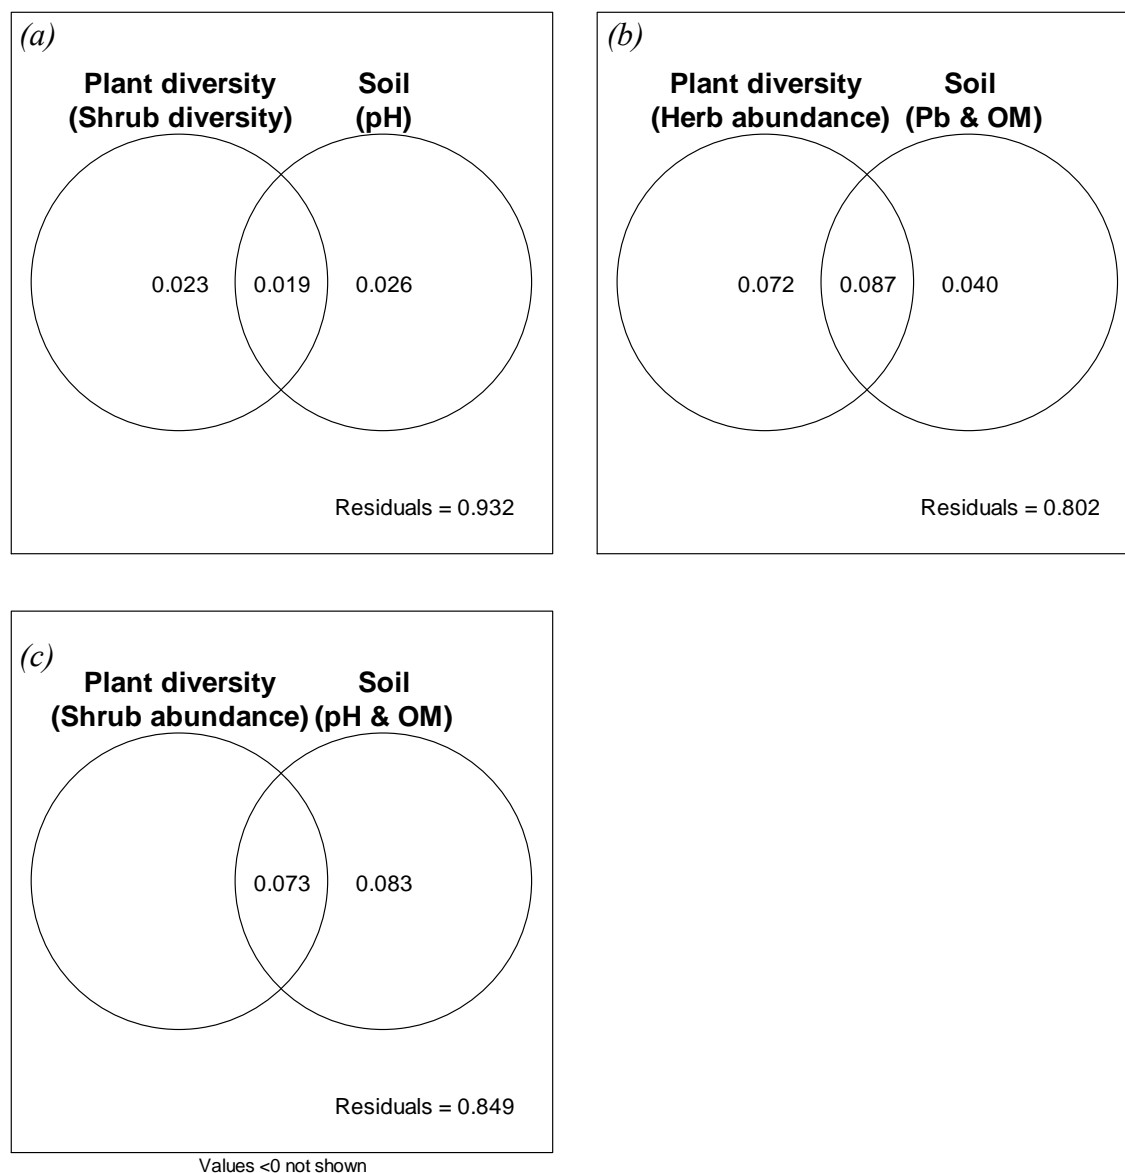 (a)
Plant diversity
(Shrub diversity)
Soil
(pH)
0.023
0.019
0.026
Residuals = 0.932
(b)
Plant diversity
(Herb abundance)
Soil
(Pb & OM)
0.072
0.087
0.040
Residuals = 0.802
(c)
Plant diversity
(Shrub abundance)
Soil
(pH & OM)
0.073
0.083
Residuals = 0.849
Values <0 not shown